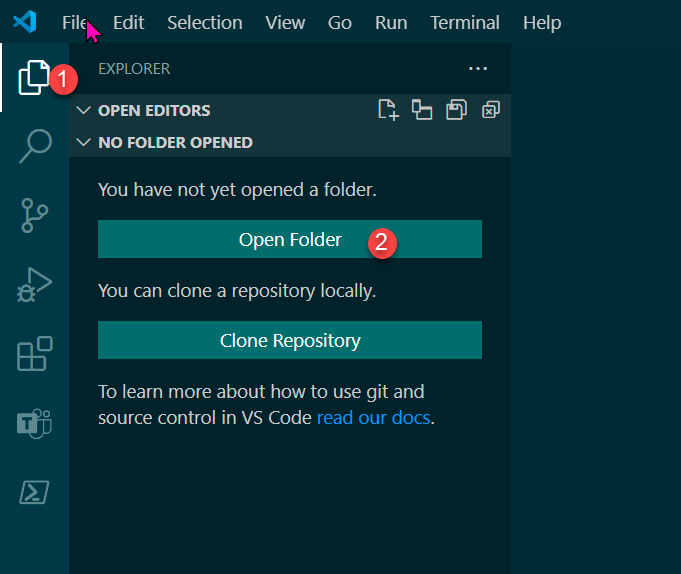 File Edit Selection View Go Run Terminal Help
1
EXPLORER
OPEN EDITORS
NO FOLDER OPENED
You have not yet opened a folder.
Open Folder 2
You can clone a repository locally.
Clone Repository
To learn more about how to use git and
source control in VS Code read our docs.
T